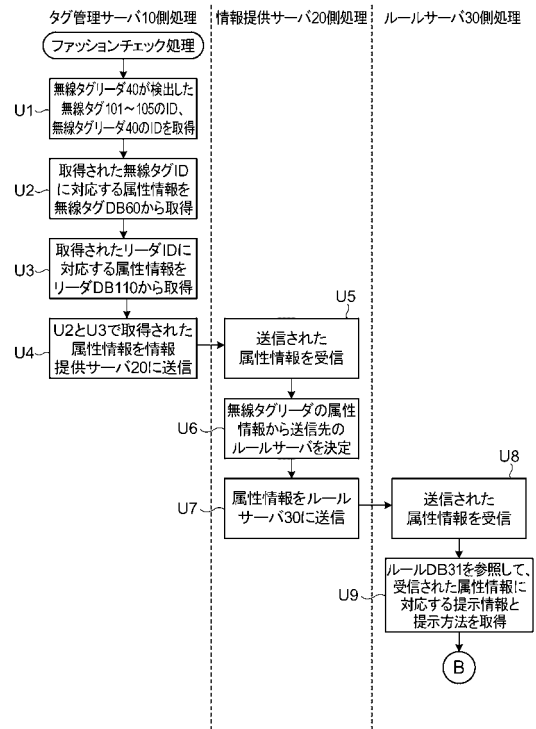 タグ管理サーバ10側処理
情報提供サーバ20側処理
ルールサーバ30側処理
ファッションチェック処理
U1
無線タグリーダ40が検出した
無線タグ101～105のID、
無線タグリーダ40のIDを取得
U2
取得された無線タグID
に対応する属性情報を
無線タグDB60から取得
U3
取得されたリーダIDに
対応する属性情報を
リーダDB110から取得
U4
U2とU3で取得された
属性情報を情報
提供サーバ20に送信
U5
送信された
属性情報を受信
U6
無線タグリーダの属性
情報から送信先の
ルールサーバを決定
U7
属性情報をルール
サーバ30に送信
U8
送信された
属性情報を受信
U9
ルールDB31を参照して、
受信された属性情報に
対応する提示情報と
提示方法を取得
B